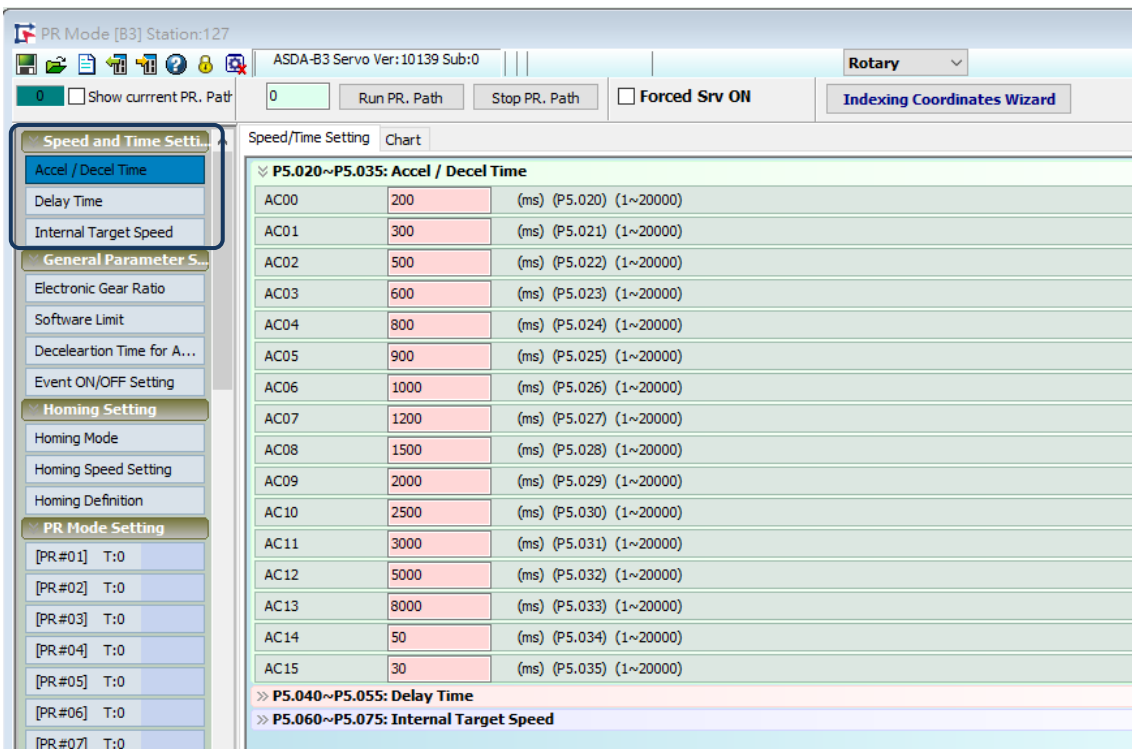 PR Mode [B3] Station:127
ASDA-B3 Servo Ver:10139 Sub:0
Rotary
0 Show currrent PR. Path 0 Run PR. Path Stop PR. Path Forced Srv ON Indexing Coordinates Wizard
Speed and Time Setti...
Accel / Decel Time
Delay Time
Internal Target Speed
General Parameter S...
Electronic Gear Ratio
Software Limit
Deceleartion Time for A...
Event ON/OFF Setting
Homing Setting
Homing Mode
Homing Speed Setting
Homing Definition
PR Mode Setting
[PR#01] T:0
[PR#02] T:0
[PR#03] T:0
[PR#04] T:0
[PR#05] T:0
[PR#06] T:0
[PR#07] T:0
Speed/Time Setting Chart
P5.020~P5.035: Accel / Decel Time
AC00 200 (ms) (P5.020) (1~20000)
AC01 300 (ms) (P5.021) (1~20000)
AC02 500 (ms) (P5.022) (1~20000)
AC03 600 (ms) (P5.023) (1~20000)
AC04 800 (ms) (P5.024) (1~20000)
AC05 900 (ms) (P5.025) (1~20000)
AC06 1000 (ms) (P5.026) (1~20000)
AC07 1200 (ms) (P5.027) (1~20000)
AC08 1500 (ms) (P5.028) (1~20000)
AC09 2000 (ms) (P5.029) (1~20000)
AC10 2500 (ms) (P5.030) (1~20000)
AC11 3000 (ms) (P5.031) (1~20000)
AC12 5000 (ms) (P5.032) (1~20000)
AC13 8000 (ms) (P5.033) (1~20000)
AC14 50 (ms) (P5.034) (1~20000)
AC15 30 (ms) (P5.035) (1~20000)
P5.040~P5.055: Delay Time
P5.060~P5.075: Internal Target Speed